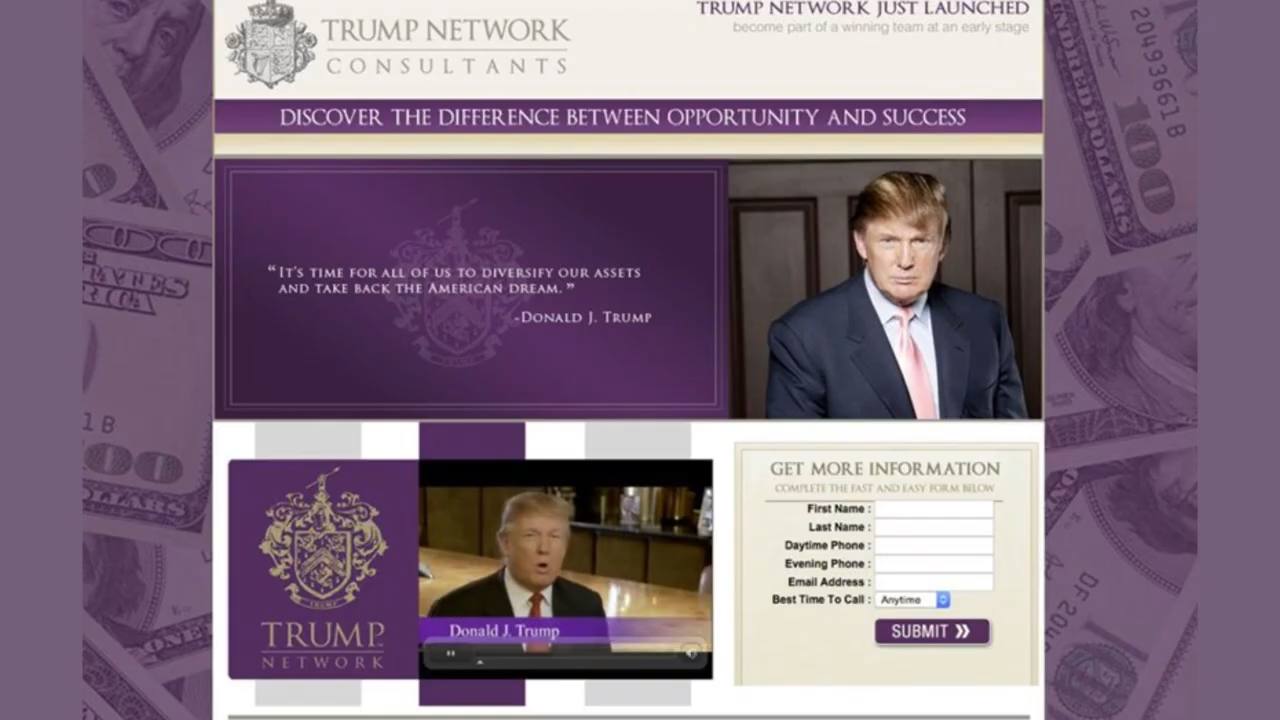 TRUMP NETWORK
CONSULTANTS
TRUMP NETWORK JUST LAUNCHED
become part of a winning team at an early stage
DISCOVER THE DIFFERENCE BETWEEN OPPORTUNITY AND SUCCESS
“IT'S TIME FOR ALL OF US TO DIVERSIFY OUR ASSETS
AND TAKE BACK THE AMERICAN DREAM.”
-DONALD J. TRUMP
TRUMP
TRUMP
NETWORK
Donald J. Trump
GET MORE INFORMATION
COMPLETE THE FAST AND EASY FORM BELOW
First Name :
Last Name :
Daytime Phone :
Evening Phone :
Email Address :
Best Time To Call : Anytime
SUBMIT
20493661B
100